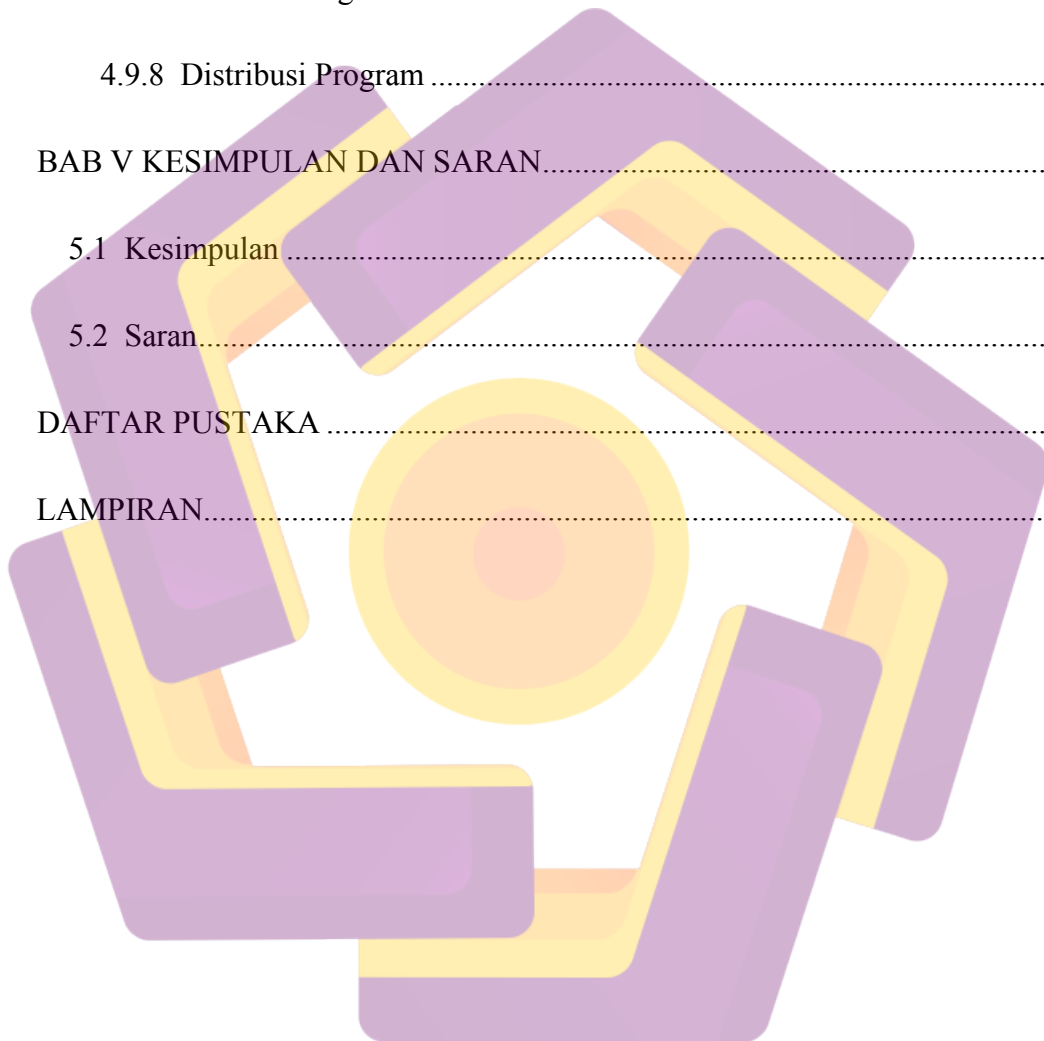 4.9.8 Distribusi Program ........................................................................
BAB V KESIMPULAN DAN SARAN........................................................
5.1 Kesimpulan ........................................................................................
5.2 Saran....................................................................................................
DAFTAR PUSTAKA ...............................................................................
LAMPIRAN..............................................................................................